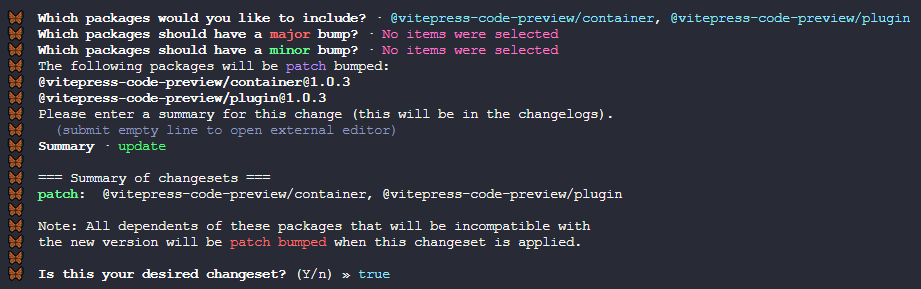 Which packages would you like to include? · @vitepress-code-preview/container, @vitepress-code-preview/plugin
Which packages should have a major bump? · No items were selected
Which packages should have a minor bump? · No items were selected
The following packages will be patch bumped:
@vitepress-code-preview/container@1.0.3
@vitepress-code-preview/plugin@1.0.3
Please enter a summary for this change (this will be in the changelogs).
(submit empty line to open external editor)
Summary · update
=== Summary of changesets ===
patch:  @vitepress-code-preview/container, @vitepress-code-preview/plugin
Note: All dependents of these packages that will be incompatible with
the new version will be patch bumped when this changeset is applied.
Is this your desired changeset? (Y/n) » true